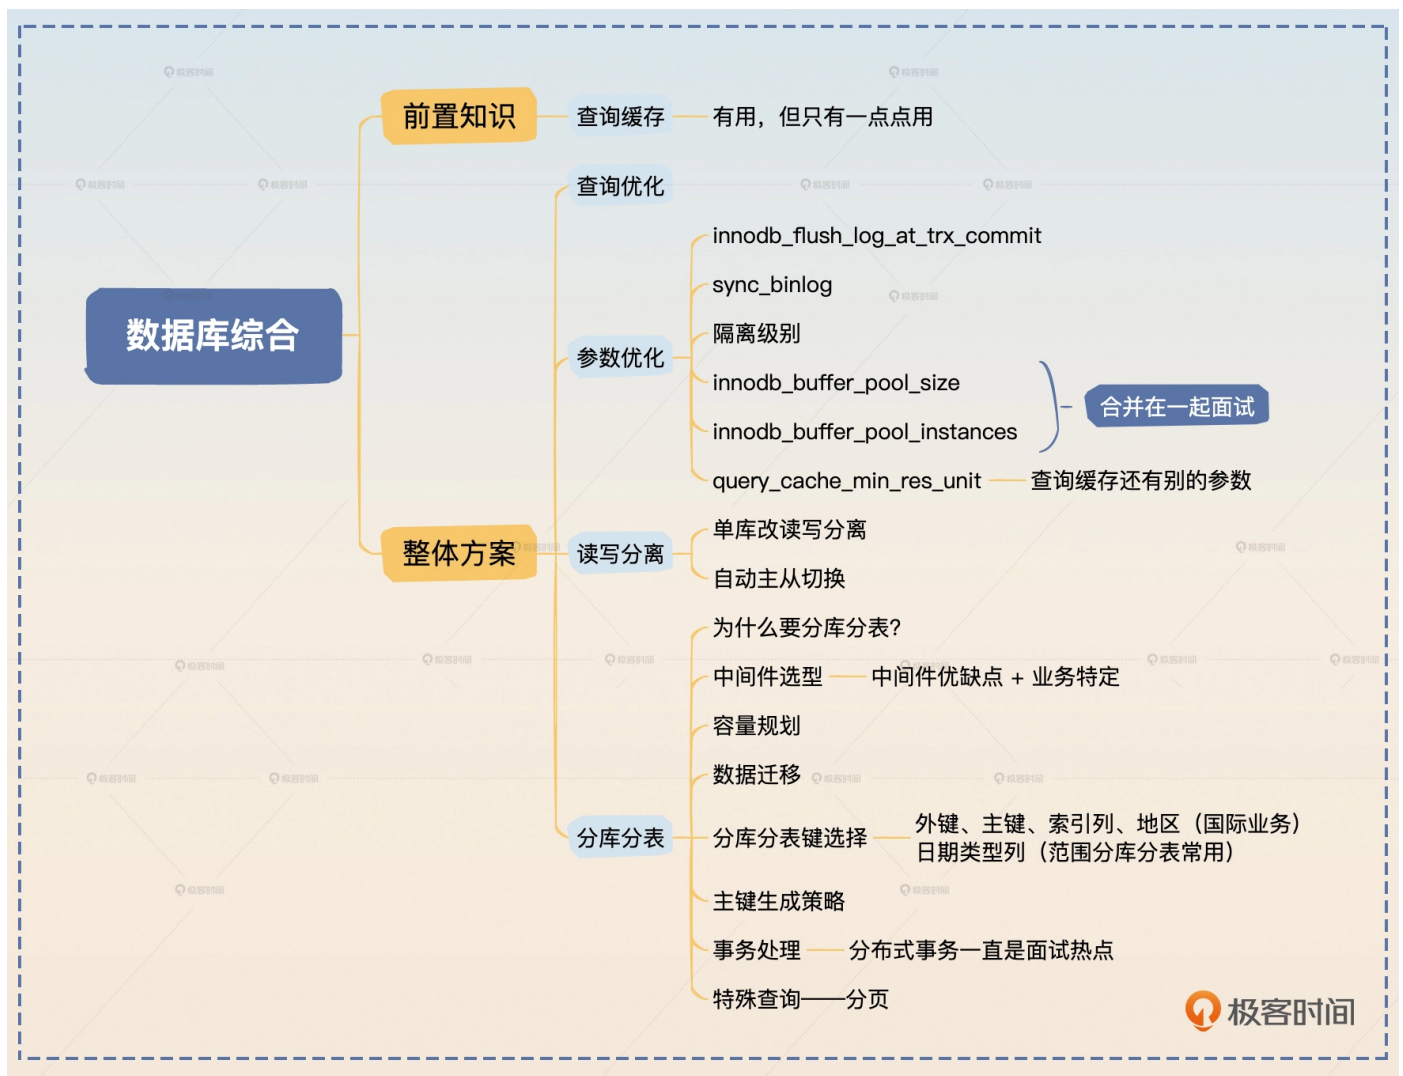 数据库综合
前置知识
查询缓存
有用，但只有一点点用
整体方案
查询优化
参数优化
innodb_flush_log_at_trx_commit
sync_binlog
隔离级别
innodb_buffer_pool_size
innodb_buffer_pool_instances
合并在一起面试
query_cache_min_res_unit
查询缓存还有别的参数
读写分离
单库改读写分离
自动主从切换
分库分表
为什么要分库分表？
中间件选型
中间件优缺点 + 业务特定
容量规划
数据迁移
分库分表键选择
外键、主键、索引列、地区（国际业务）
日期类型列（范围分库分表常用）
主键生成策略
事务处理
分布式事务一直是面试热点
特殊查询——分页
极客时间